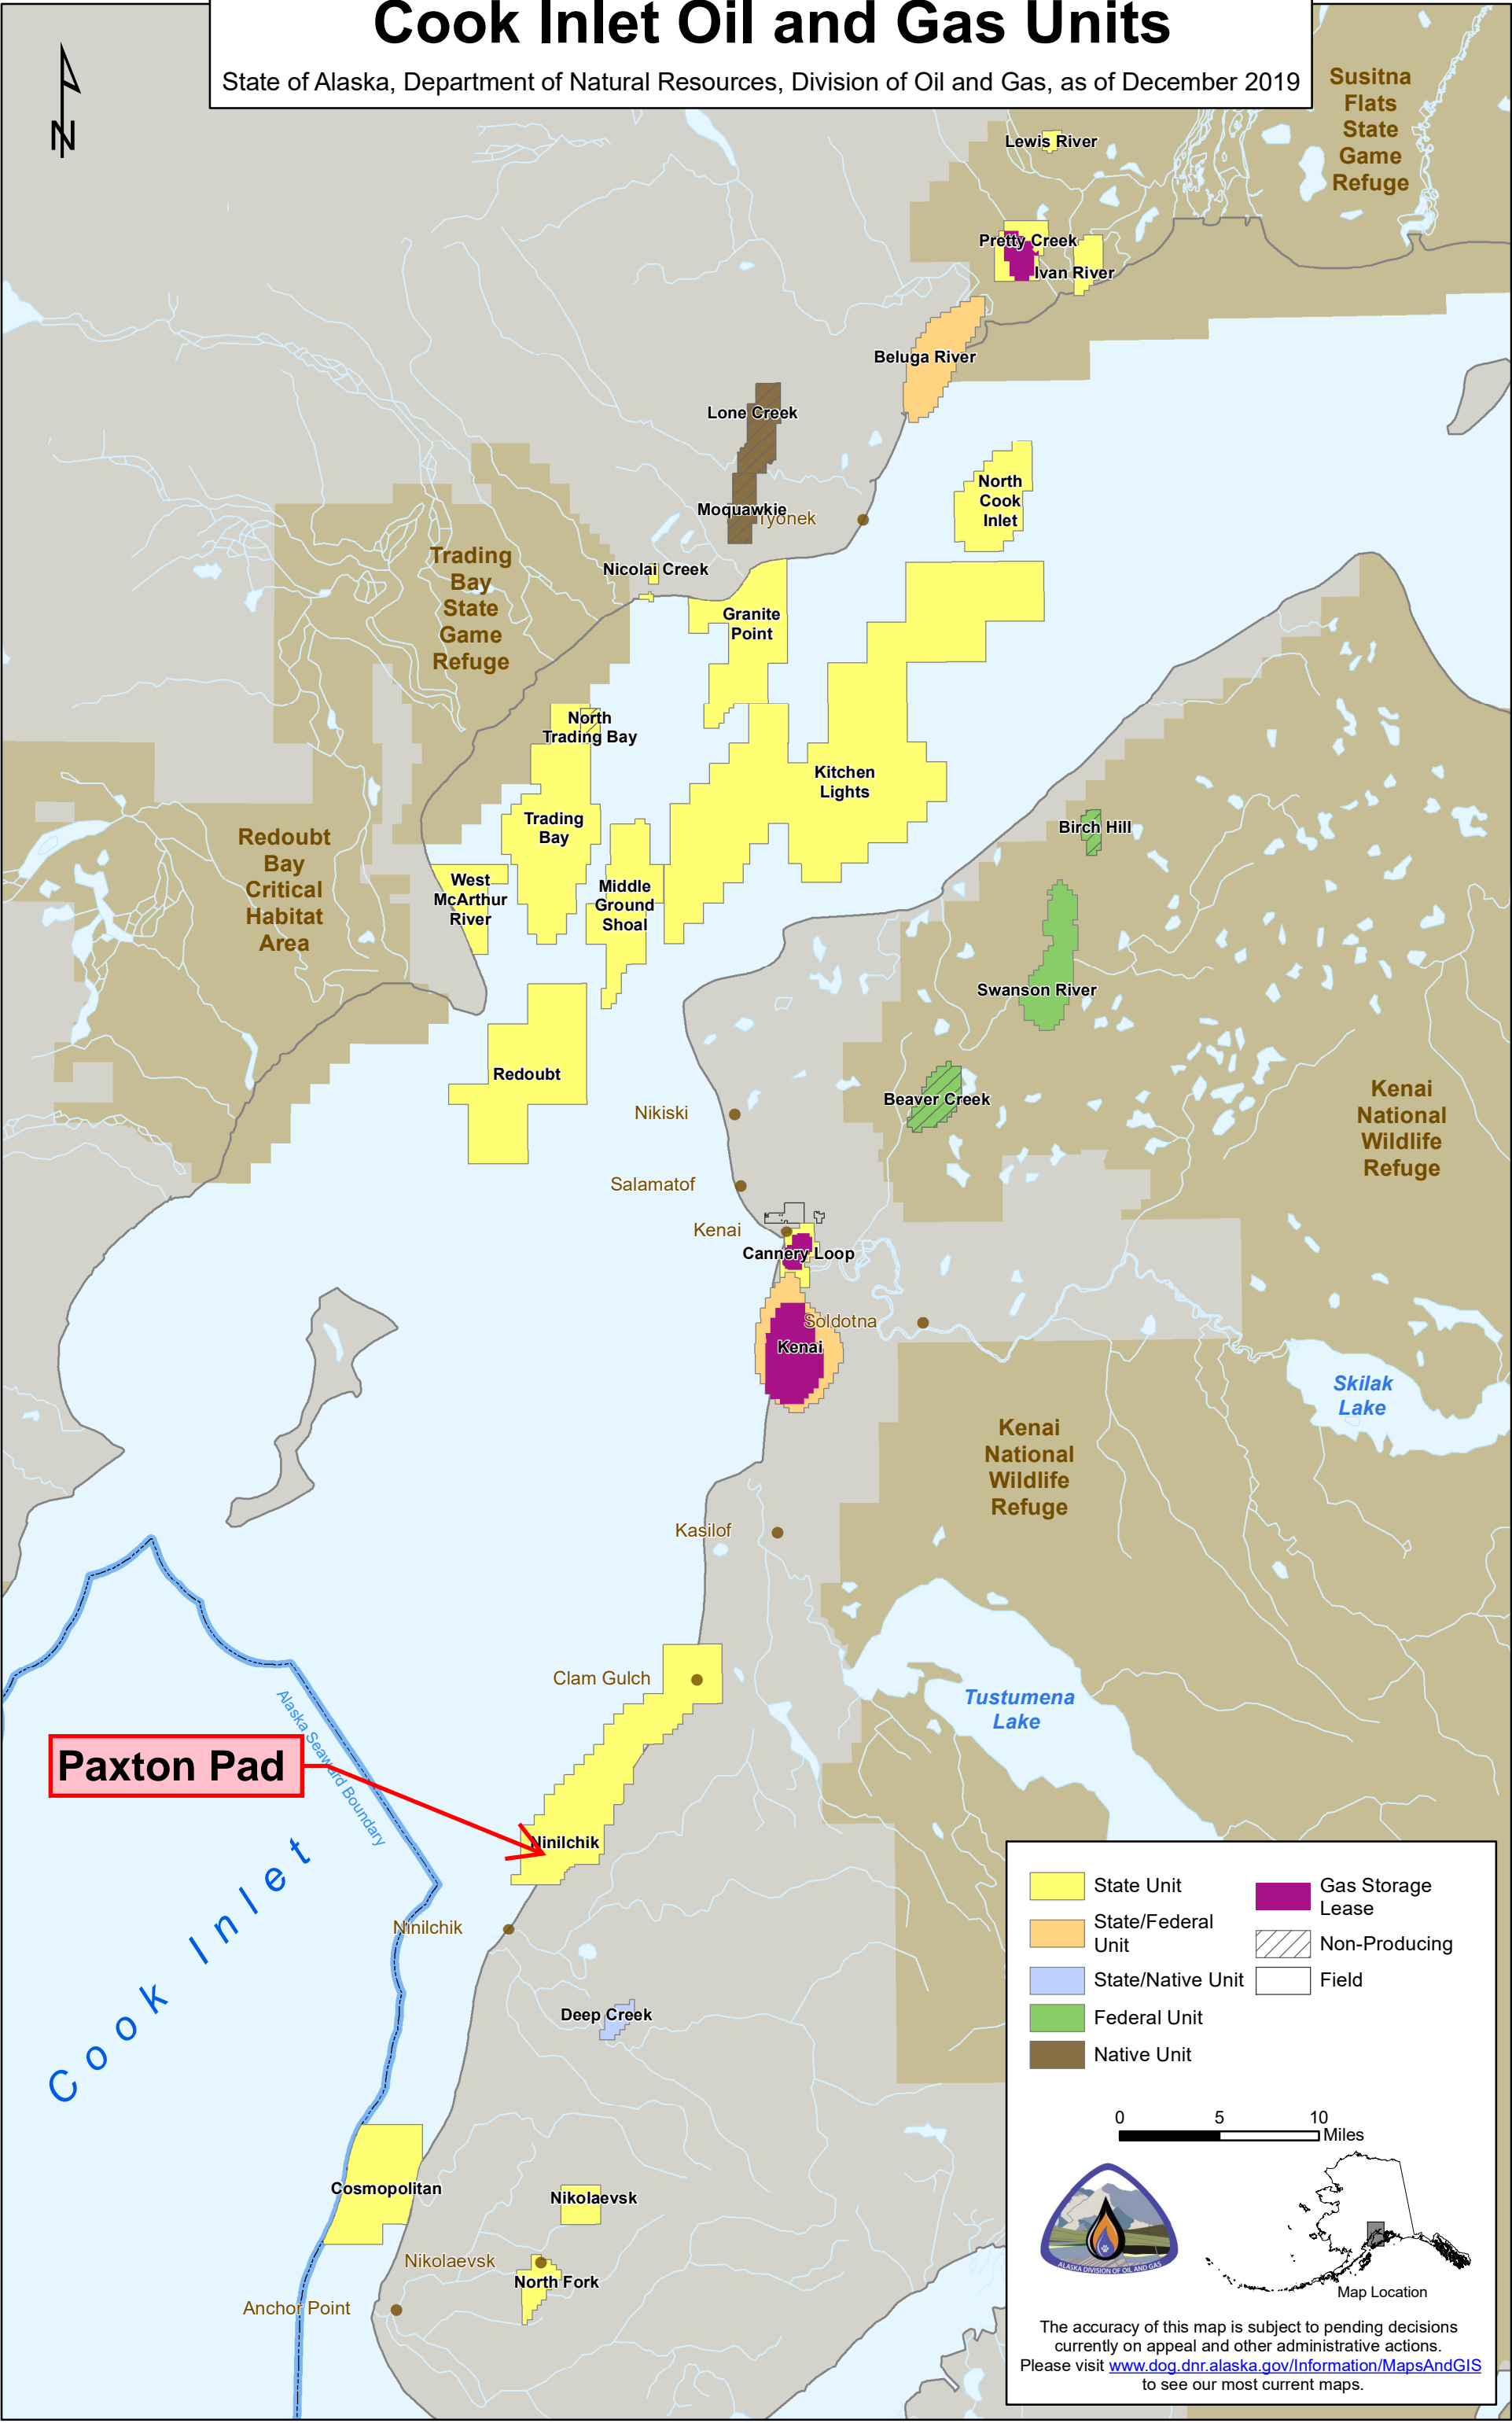 Cook Inlet Oil and Gas Units
State of Alaska, Department of Natural Resources, Division of Oil and Gas, as of December 2019
N
Susitna
Flats
State
Game
Refuge
Lewis River
Pretty Creek
Ivan River
Beluga River
Lone Creek
Moquawkie
Tyonek
North
Cook
Inlet
Trading
Bay
State
Game
Refuge
Nicolai Creek
Granite
Point
North
Trading Bay
Kitchen
Lights
Trading
Bay
Birch Hill
Redoubt
Bay
Critical
Habitat
Area
West
McArthur
River
Middle
Ground
Shoal
Swanson River
Redoubt
Beaver Creek
Nikiski
Kenai
National
Wildlife
Refuge
Salamatof
Kenai
Cannery Loop
Soldotna
Kenai
Skilak
Lake
Kenai
National
Wildlife
Refuge
Kasilof
Clam Gulch
Tustumena
Lake
Alaska Seaward Boundary
Paxton Pad
Ninilchik
Cook Inlet
Ninilchik
Deep Creek
Cosmopolitan
Nikolaevsk
Nikolaevsk
North Fork
Anchor Point
State Unit
State/Federal
Unit
State/Native Unit
Federal Unit
Native Unit
Gas Storage
Lease
Non-Producing
Field
0 5 10
Miles
ALASKA DIVISION OF OIL AND GAS
Map Location
The accuracy of this map is subject to pending decisions
currently on appeal and other administrative actions.
Please visit www.dog.dnr.alaska.gov/Information/MapsAndGIS
to see our most current maps.